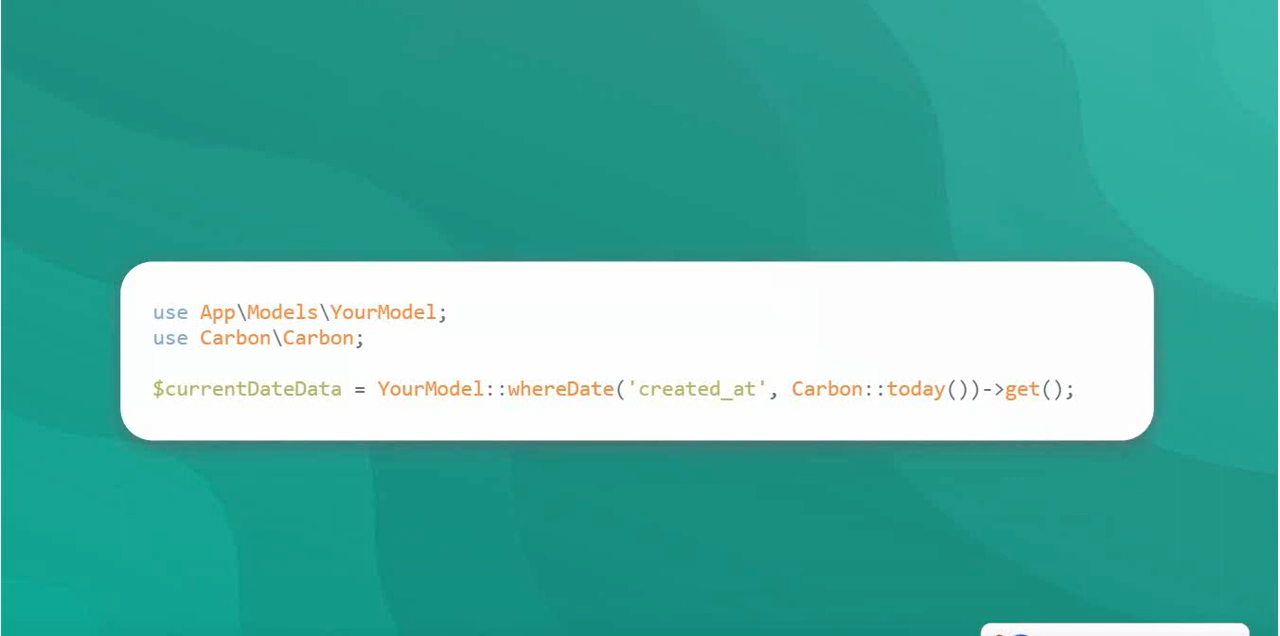 use App\Models\YourModel;
use Carbon\Carbon;
$currentDateData = YourModel::whereDate('created_at', Carbon::today())->get();